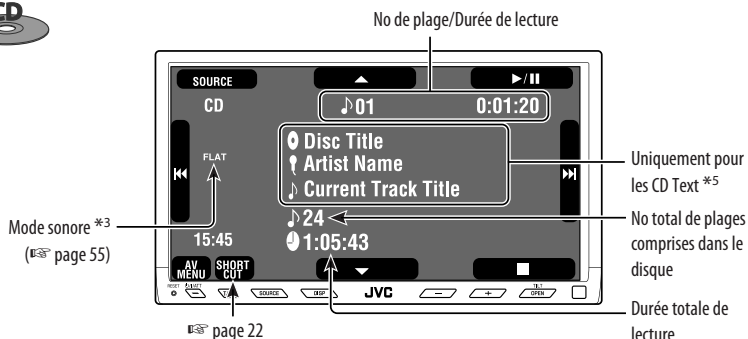 CD
No de plage/Durée de lecture
SOURCE
CD
♪01
0:01:20
Disc Title
Artist Name
♪ Current Track Title
FLAT
♪24
1:05:43
15:45
AV MENU
SHORT CUT
Uniquement pour
les CD Text *5
No total de plages
comprises dans le
disque
Durée totale de
lecture
Mode sonore *3
(☞ page 55)
RESET
SOURCE
DISP
JVC
−
+
TILT
OPEN
☞ page 22